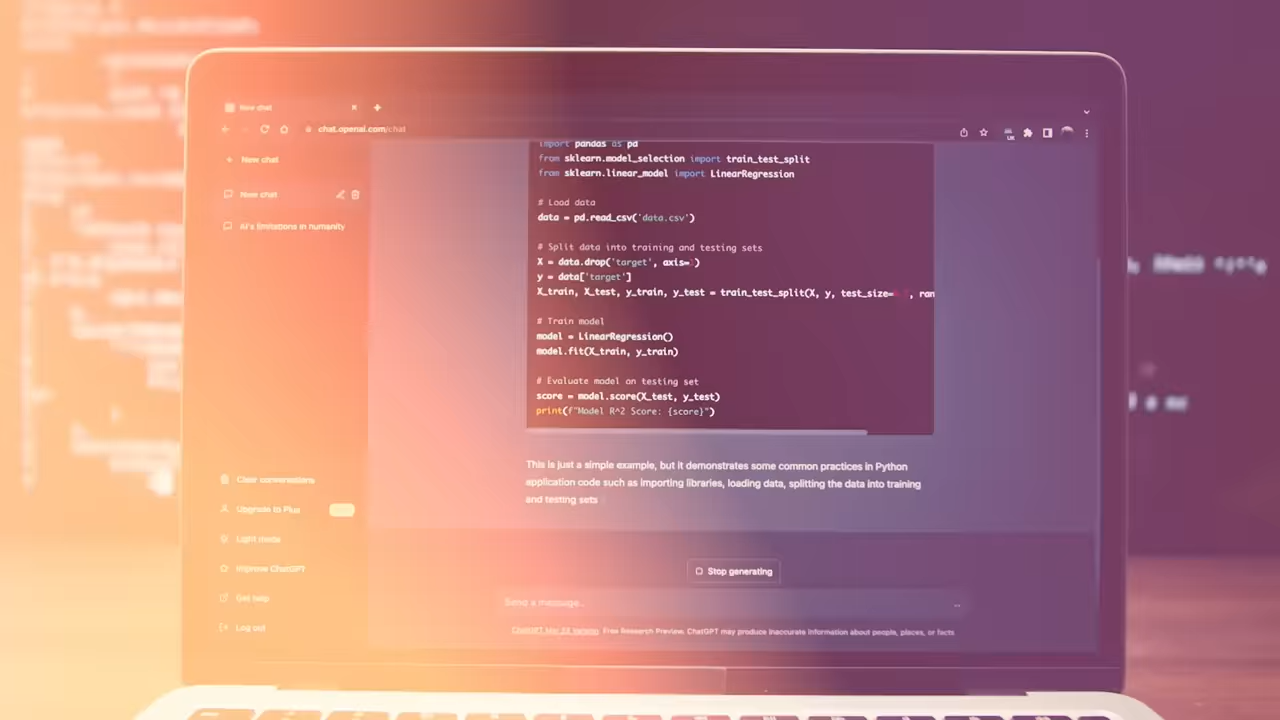 New chat
chat.openai.com/chat
New chat
New chat
AI's limitations in humanity
import pandas as pd
from sklearn.model_selection import train_test_split
from sklearn.linear_model import LinearRegression
# Load data
data = pd.read_csv('data.csv')
# Split data into training and testing sets
X = data.drop('target', axis= )
y = data['target']
X_train, X_test, y_train, y_test = train_test_split(X, y, test_size= , ran
# Train model
model = LinearRegression()
model.fit(X_train, y_train)
# Evaluate model on testing set
score = model.score(X_test, y_test)
print(f"Model R^2 Score: {score}")
This is just a simple example, but it demonstrates some common practices in Python
application code such as importing libraries, loading data, splitting the data into training
and testing sets
Clear conversations
Upgrade to Plus
Light mode
Improve ChatGPT
Get help
Log out
Stop generating
Send a message...
ChatGPT Mar 23 Version. Free Research Preview. ChatGPT may produce inaccurate information about people, places, or facts
UK